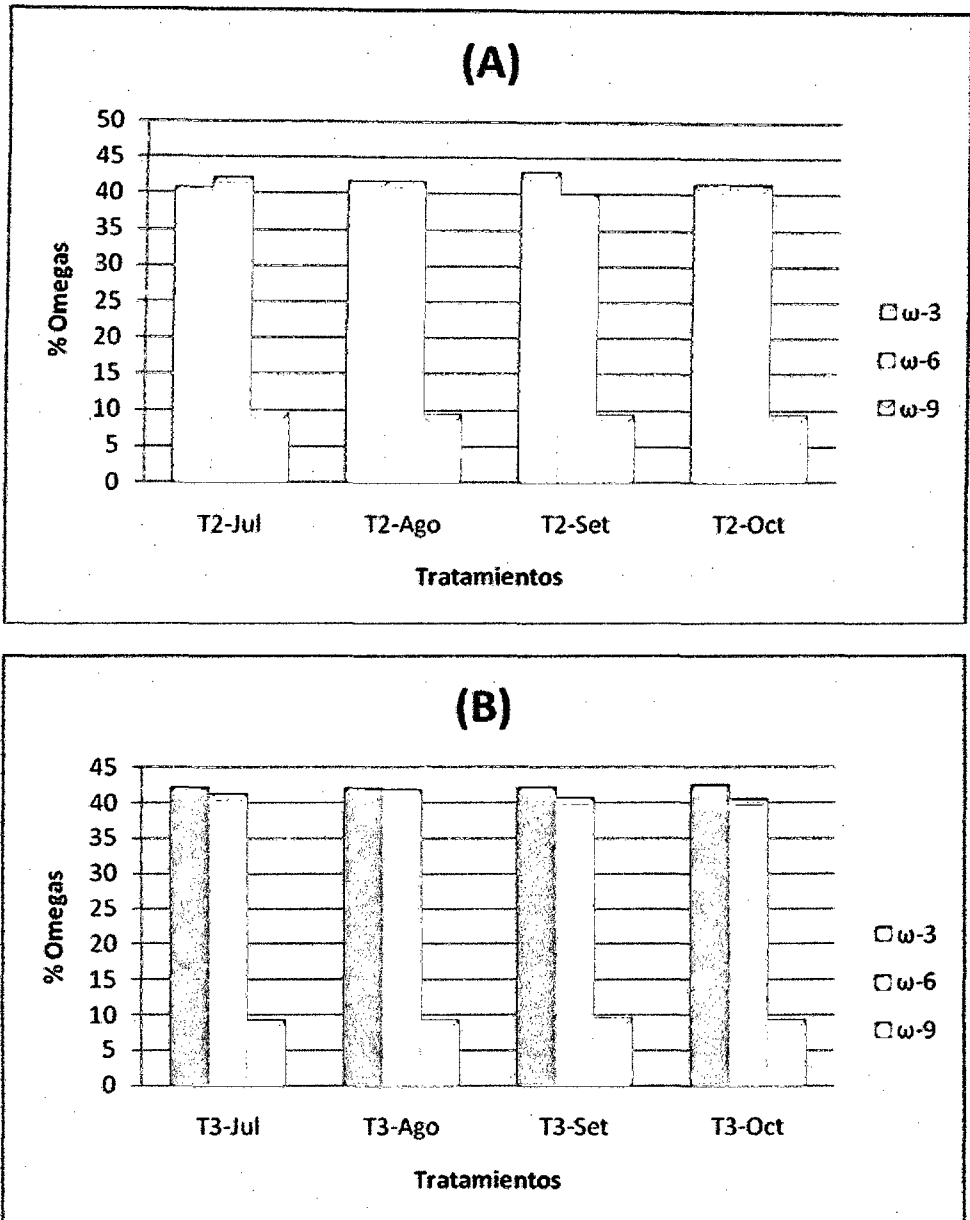 (A)
50
45
40
35
30
25
20
15
10
5
0
% Omegas
T2-Jul T2-Ago T2-Set T2-Oct
Tratamientos
ω-3
ω-6
ω-9
(B)
45
40
35
30
25
20
15
10
5
0
% Omegas
T3-Jul T3-Ago T3-Set T3-Oct
Tratamientos
ω-3
ω-6
ω-9